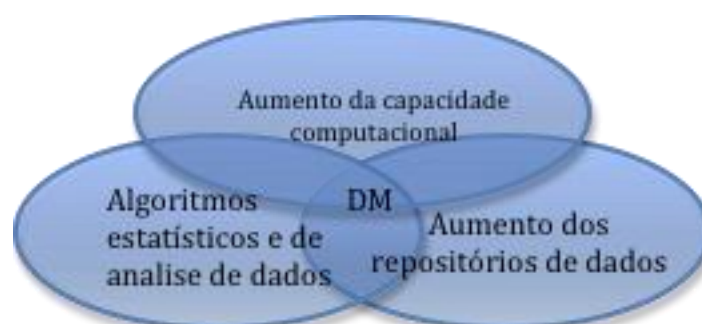 Aumento da capacidade
computacional
Algoritmos
estatísticos e de
analise de dados
DM
Aumento dos
repositórios de dados